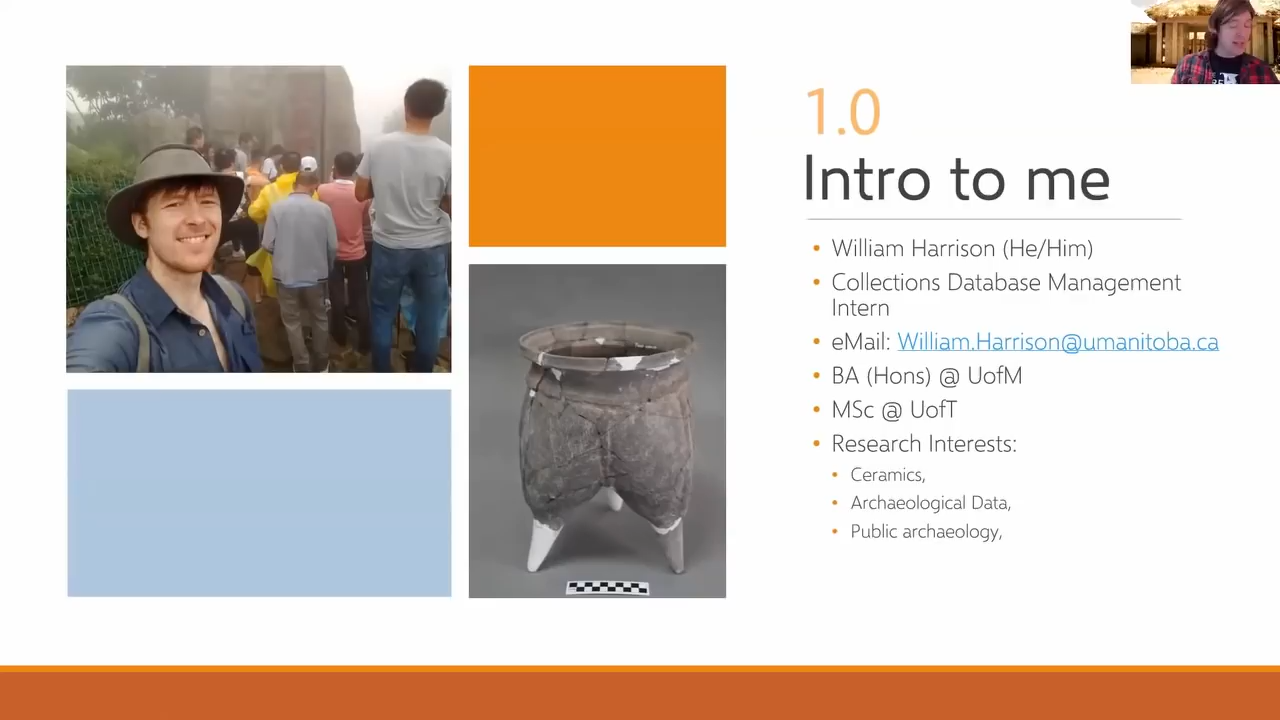 1.0
Intro to me
• William Harrison (He/Him)
• Collections Database Management
Intern
• eMail: William.Harrison@umanitoba.ca
• BA (Hons) @ UofM
• MSc @ UofT
• Research Interests:
• Ceramics,
• Archaeological Data,
• Public archaeology,